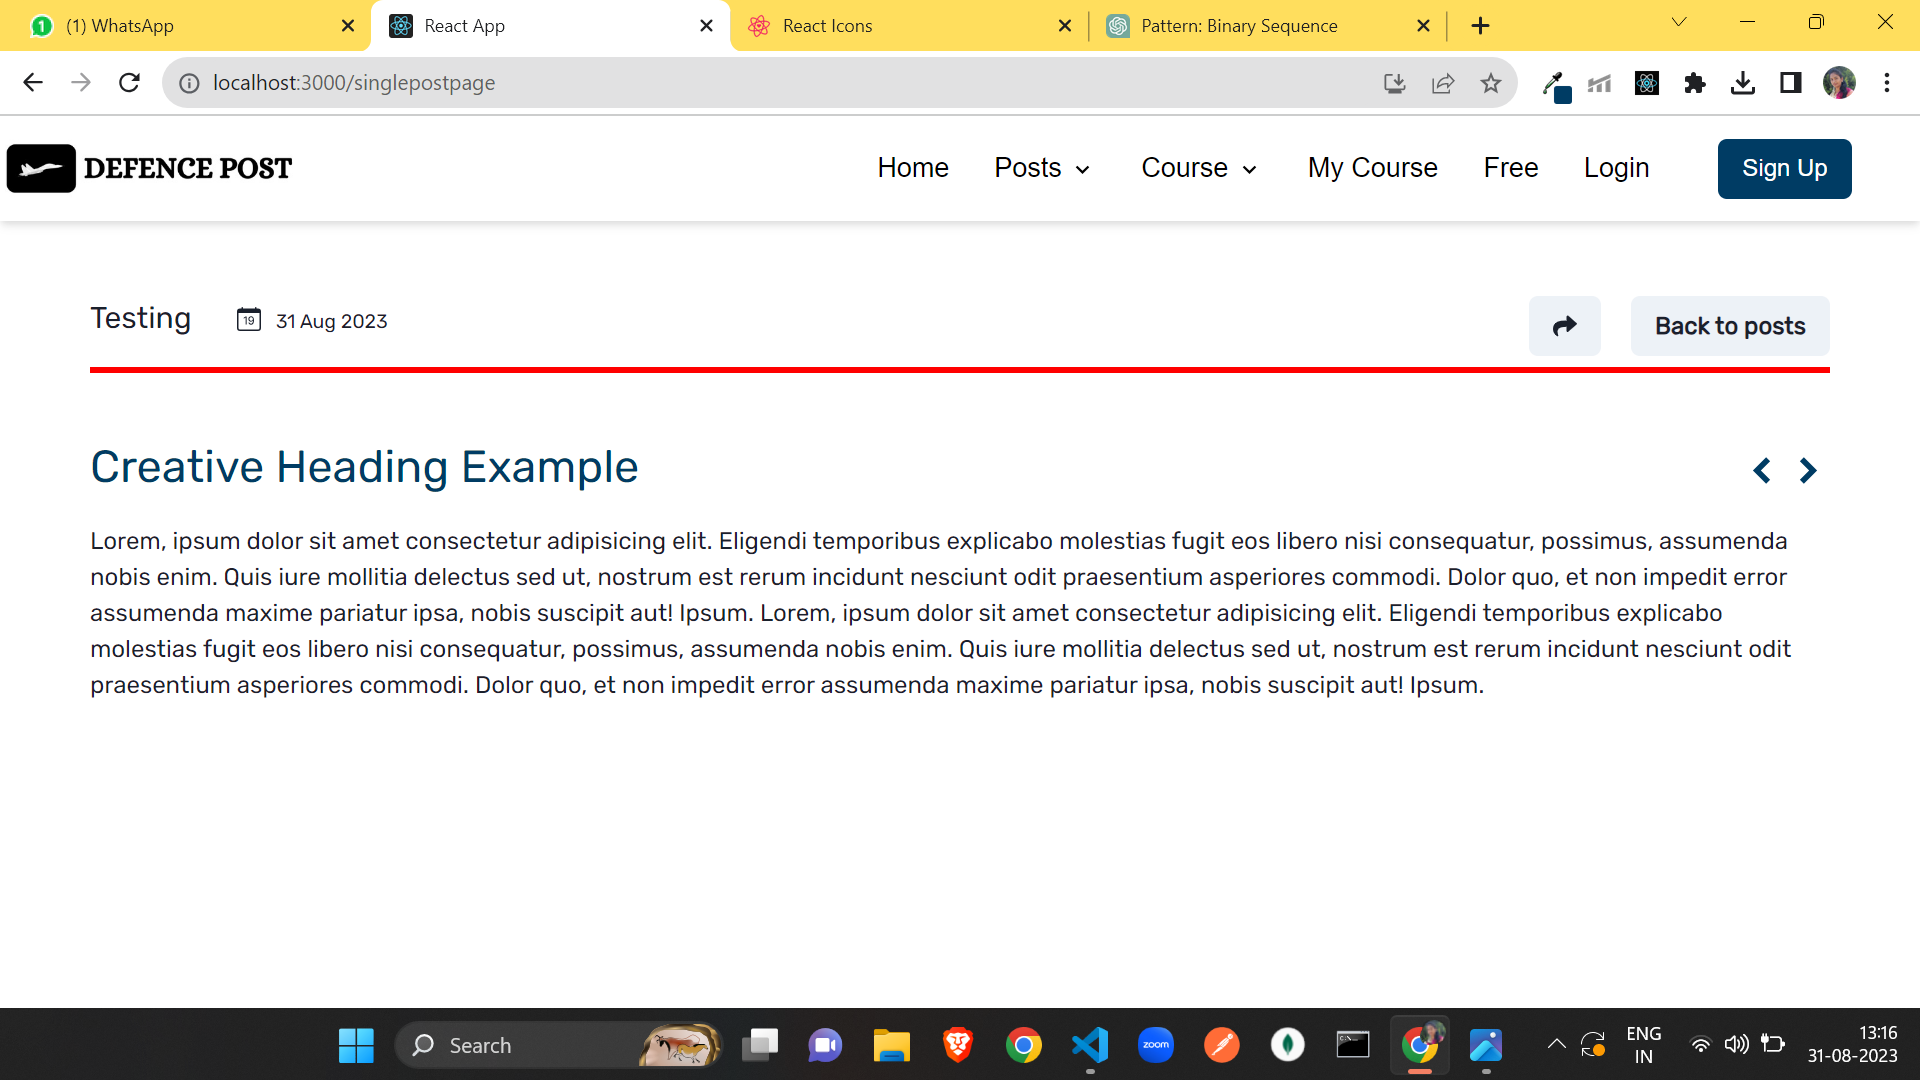 (1) WhatsApp
React App
React Icons
Pattern: Binary Sequence
localhost:3000/singlepostpage
DEFENCE POST
Home Posts Course My Course Free Login Sign Up
Testing 19 31 Aug 2023 Back to posts
Creative Heading Example
Lorem, ipsum dolor sit amet consectetur adipisicing elit. Eligendi temporibus explicabo molestias fugit eos libero nisi consequatur, possimus, assumenda
nobis enim. Quis iure mollitia delectus sed ut, nostrum est rerum incidunt nesciunt odit praesentium asperiores commodi. Dolor quo, et non impedit error
assumenda maxime pariatur ipsa, nobis suscipit aut! Ipsum. Lorem, ipsum dolor sit amet consectetur adipisicing elit. Eligendi temporibus explicabo
molestias fugit eos libero nisi consequatur, possimus, assumenda nobis enim. Quis iure mollitia delectus sed ut, nostrum est rerum incidunt nesciunt odit
praesentium asperiores commodi. Dolor quo, et non impedit error assumenda maxime pariatur ipsa, nobis suscipit aut! Ipsum.
Search
zoom
ENG
IN
13:16
31-08-2023